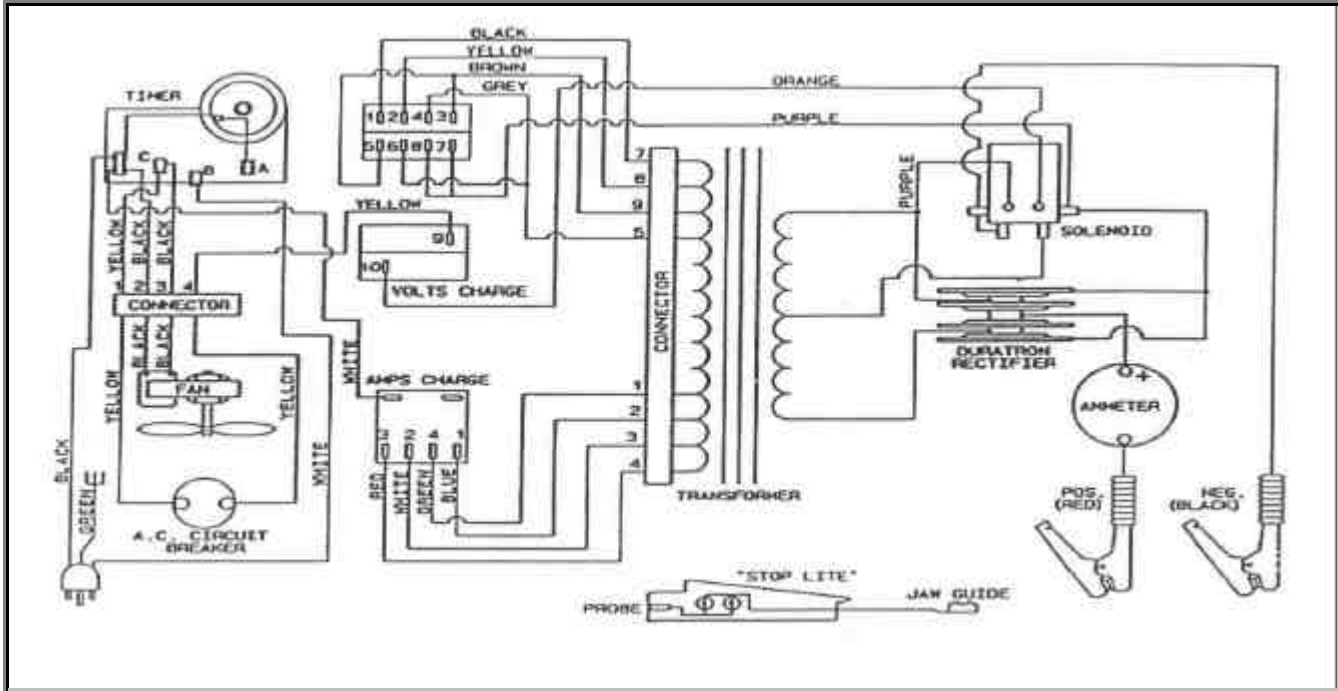 BLACK
YELLOW
BROWN
GREY
ORANGE
PURPLE
TIMER
1 2 4 3
5 6 8 7
C
B
A
7
8
9
5
PURPLE
SOLENOID
YELLOW
9
10
VOLTS CHARGE
YELLOW
BLACK
BLACK
1 2 3 4
CONNECTOR
CONNECTOR
BLACK
BLACK
YELLOW
FAN
YELLOW
WHITE
AMPS CHARGE
DURATRON
RECTIFIER
+
AMMETER
1
2
3
4
RED
WHITE
GREEN
BLUE
TRANSFORMER
BLACK
GREEN
WHITE
A.C. CIRCUIT
BREAKER
POS.
(RED)
NEG.
(BLACK)
"STOP LITE"
PROBE
JAW GUIDE